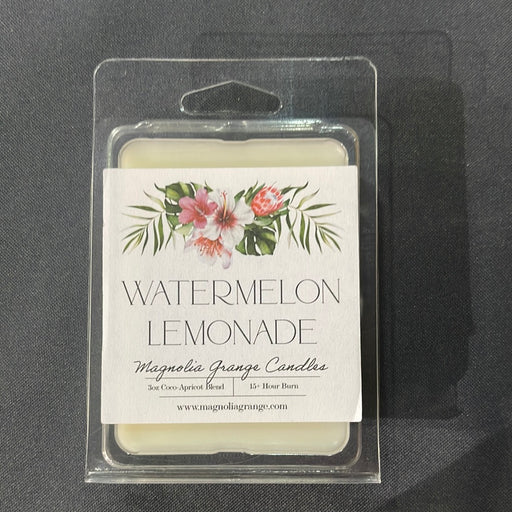 WATERMELON
LEMONADE
Magnolia Grange Candles
3oz Coco-Apricot Blend
15+ Hour Burn
www.magnoliagrange.com